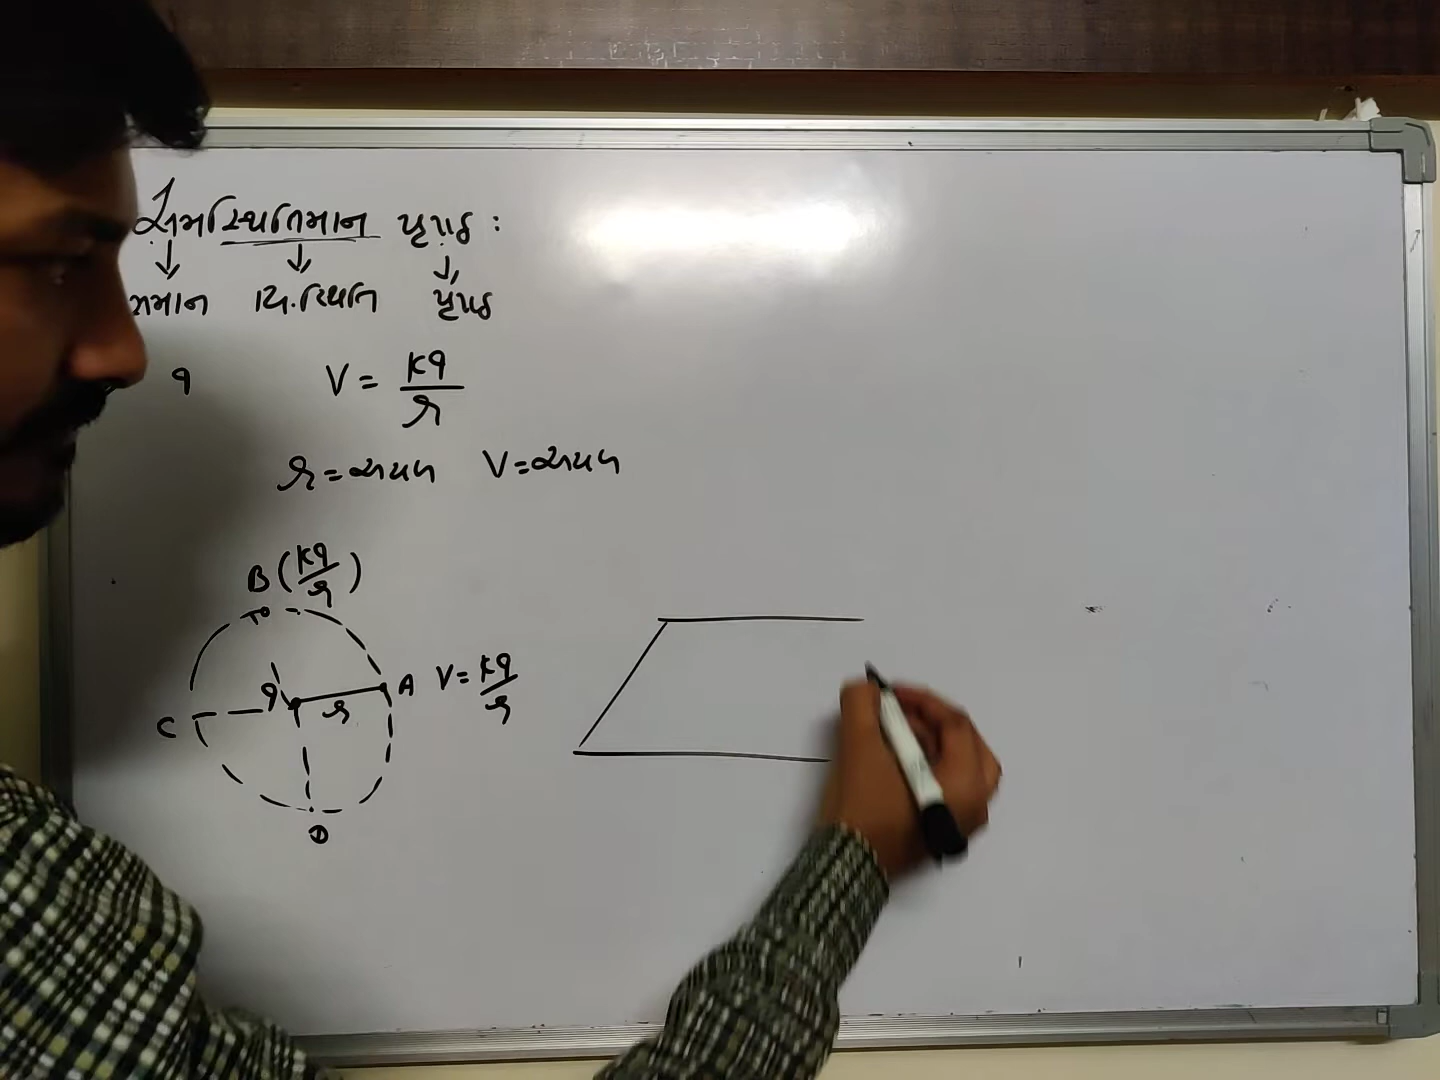 સમસ્થિતિમાન પૃષ્ઠ :
સમાન વિ.સ્થિતિ પૃષ્ઠ
q V = kq/r
r = અચળ V = અચળ
B (kq/r)
q r A V = kq/r
C
D